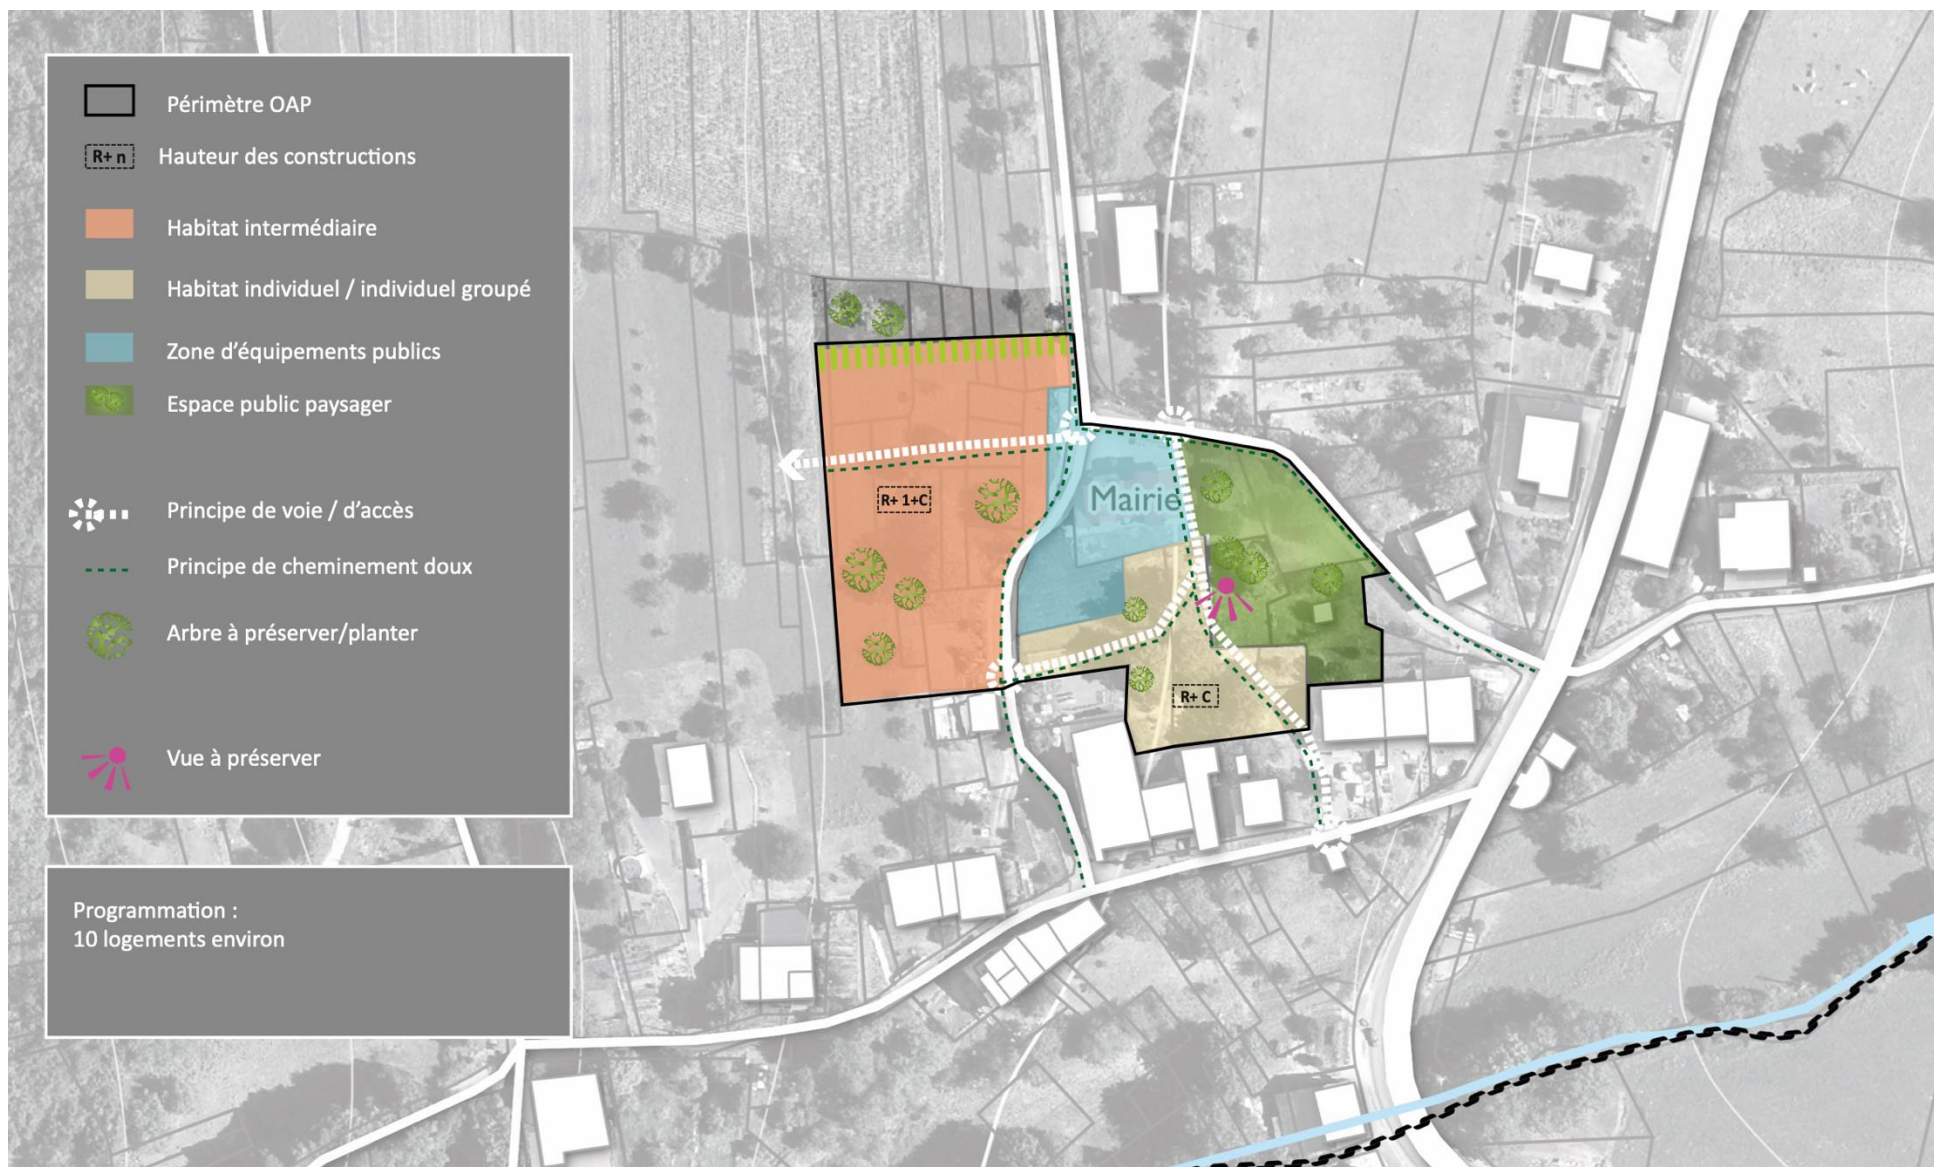 Périmètre OAP
R+ n
Hauteur des constructions
Habitat intermédiaire
Habitat individuel / individuel groupé
Zone d'équipements publics
Espace public paysager
Principe de voie / d'accès
Principe de cheminement doux
Arbre à préserver/planter
Vue à préserver
Programmation :
10 logements environ
R+ 1+C
Mairie
R+ C